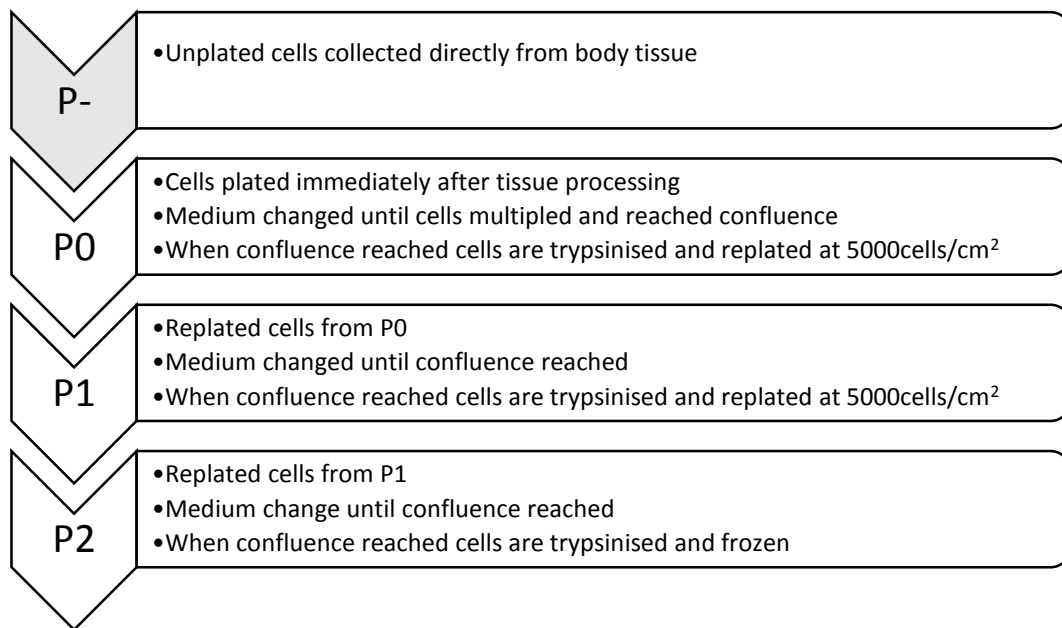 P-
•Unplated cells collected directly from body tissue
P0
•Cells plated immediately after tissue processing
•Medium changed until cells multipled and reached confluence
•When confluence reached cells are trypsinised and replated at 5000cells/cm²
P1
•Replated cells from P0
•Medium changed until confluence reached
•When confluence reached cells are trypsinised and replated at 5000cells/cm²
P2
•Replated cells from P1
•Medium change until confluence reached
•When confluence reached cells are trypsinised and frozen